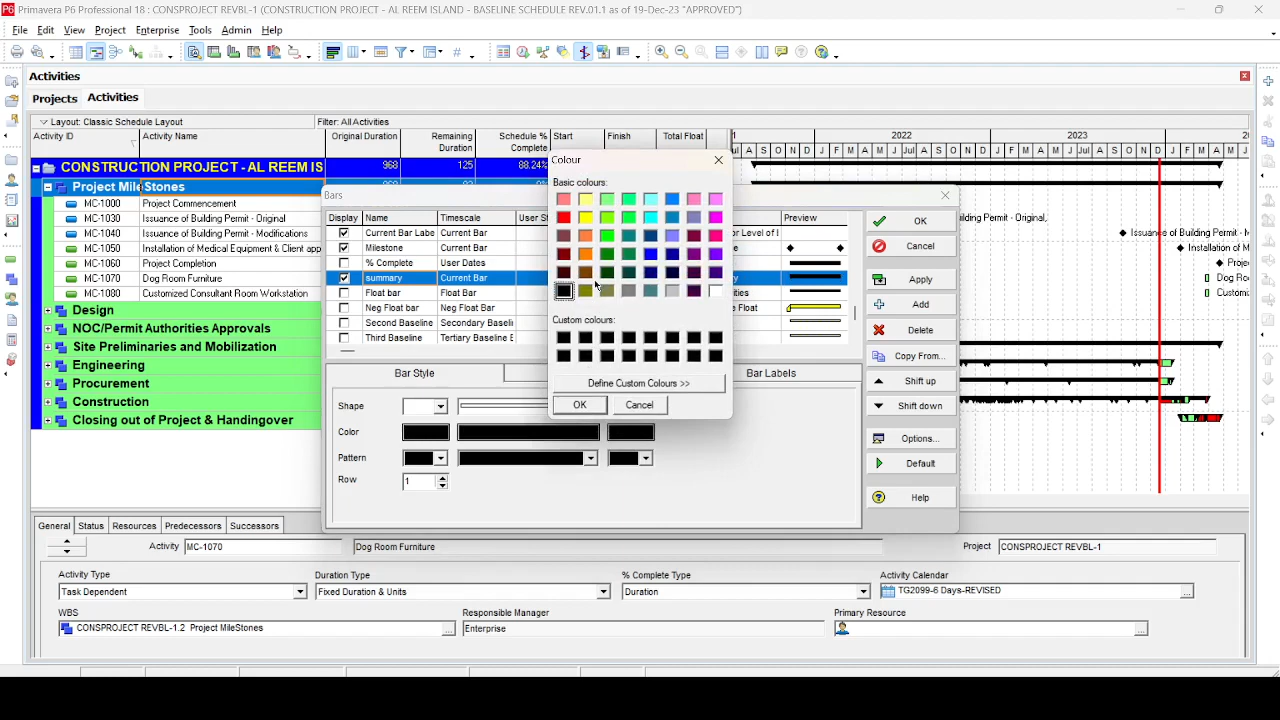 Primavera P6 Professional 18 : CONSPROJECT REVBL-1 (CONSTRUCTION PROJECT - AL REEM ISLAND - BASELINE SCHEDULE REV.01.1 as of 19-Dec-23 "APPROVED")
File Edit View Project Enterprise Tools Admin Help
Activities
Projects Activities
Layout: Classic Schedule Layout Filter: All Activities
Activity ID Activity Name Original Duration Remaining Duration Schedule % Complete Start Finish Total Float 2022 2023
CONSTRUCTION PROJECT - AL REEM IS 968 125 88.24%
Project MileStones
MC-1000 Project Commencement
MC-1030 Issuance of Building Permit - Original
MC-1040 Issuance of Building Permit - Modificatio
MC-1050 Installation of Medical Equipment & Client app
MC-1060 Project Completion
MC-1070 Dog Room Furniture
MC-1080 Customized Consultant Room Workstation
Design
NOC/Permit Authorities Approvals
Site Preliminaries and Mobilization
Engineering
Procurement
Construction
Closing out of Project & Handingover
ilding Permit - Original,
Issuance of Building Permit - M
Installation of M
Projec
Dog Roo
Custom
Bars
Display Name Timescale User St Preview
Current Bar Labe Current Bar or Level of I
Milestone Current Bar
% Complete User Dates
summary Current Bar
Float bar Float Bar
Neg Float bar Neg Float Bar e Float
Second Baseline Secondary Baseli
Third Baseline Tertiary Baseline E
Bar Style Bar Labels
Shape
Color
Pattern
Row 1
OK
Cancel
Apply
Add
Delete
Copy From...
Shift up
Shift down
Options...
Default
Help
Colour
Basic colours:
Custom colours:
Define Custom Colours >>
OK Cancel
General Status Resources Predecessors Successors
Activity MC-1070 Dog Room Furniture Project CONSPROJECT REVBL-1
Activity Type Duration Type % Complete Type Activity Calendar
Task Dependent Fixed Duration & Units Duration TG2099-6 Days-REVISED
WBS Responsible Manager Primary Resource
CONSPROJECT REVBL-1.2 Project MileStones Enterprise